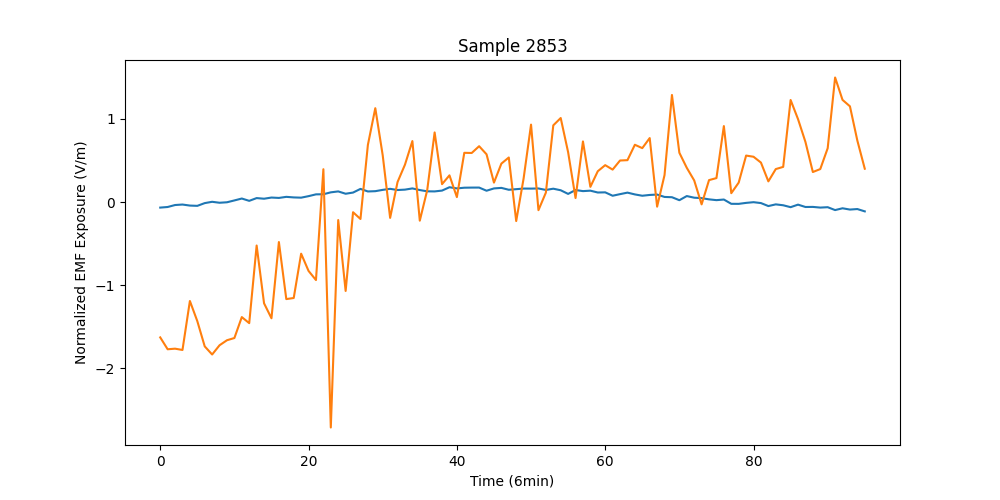 Sample 2853
Normalized EMF Exposure (V/m)
1
0
−1
−2
0 20 40 60 80
Time (6min)